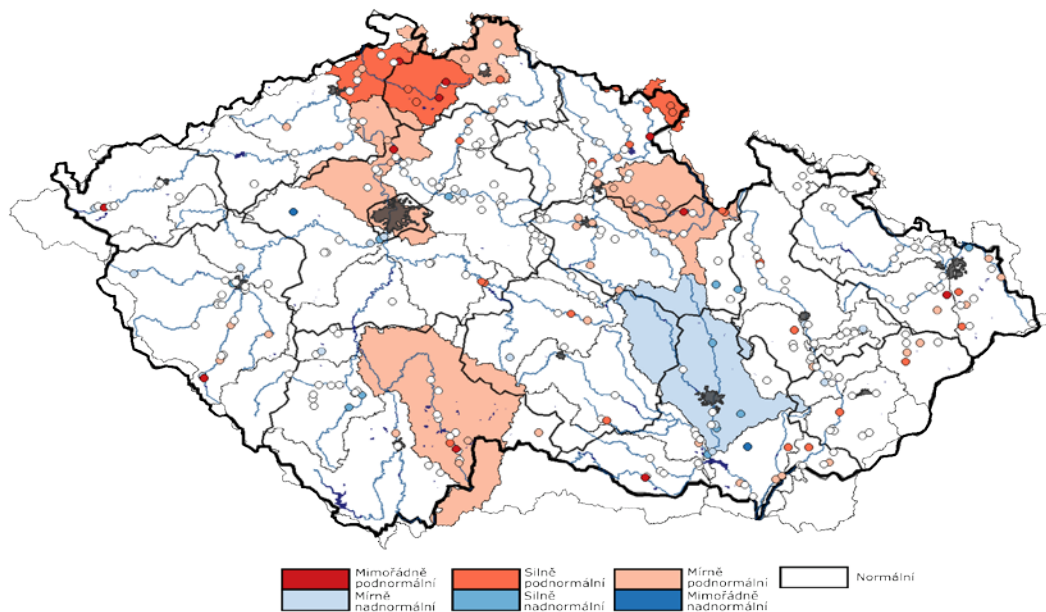 Mimořádně
podnormální
Silně
podnormální
Mírně
podnormální
Normální
Mírně
nadnormální
Silně
nadnormální
Mimořádně
nadnormální